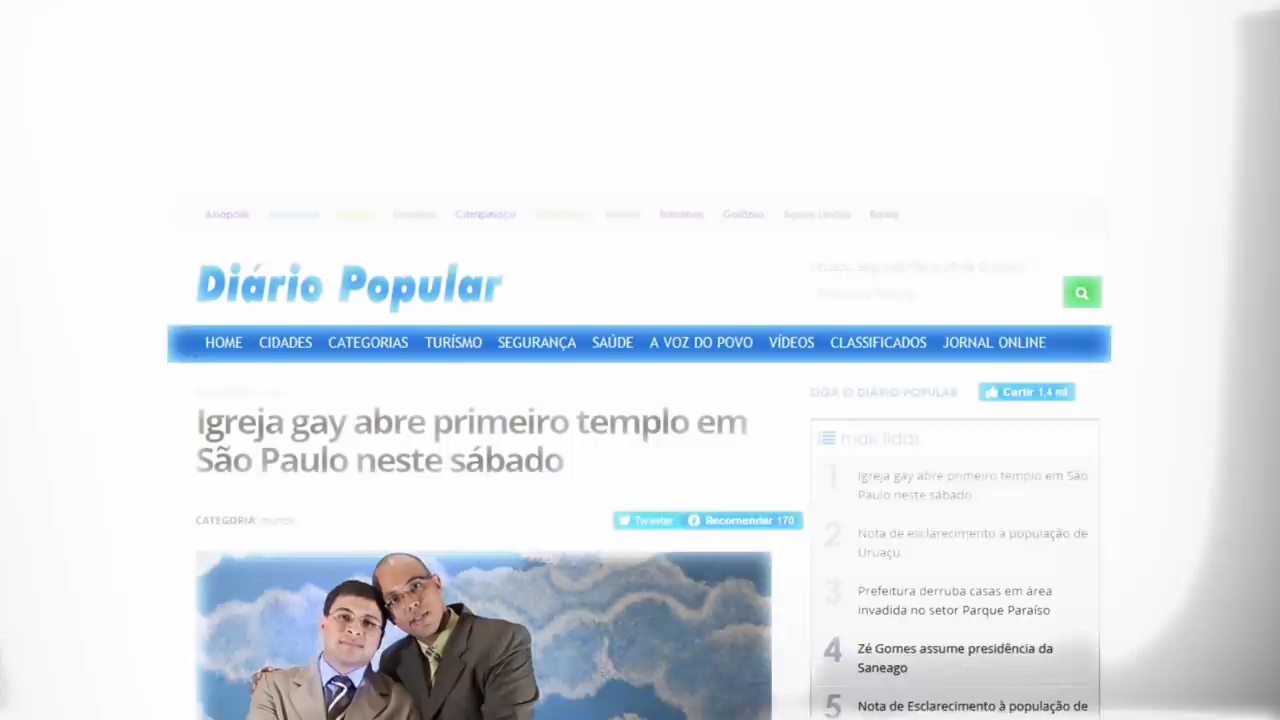 Anápolis
Campinaçu
Goiânia
Diário Popular
HOME CIDADES CATEGORIAS TURÍSMO SEGURANÇA SAÚDE A VOZ DO POVO VÍDEOS CLASSIFICADOS JORNAL ONLINE
SIGA O DIÁRIO POPULAR Curtir 1,4 mil
Igreja gay abre primeiro templo em
São Paulo neste sábado
CATEGORIA: mundo
Tweetar Recomendar 170
mais lidas
1 Igreja gay abre primeiro templo em São
Paulo neste sábado
2 Nota de esclarecimento à população de
Uruaçu
3 Prefeitura derruba casas em área
invadida no setor Parque Paraíso
4 Zé Gomes assume presidência da
Saneago
5 Nota de Esclarecimento à população de